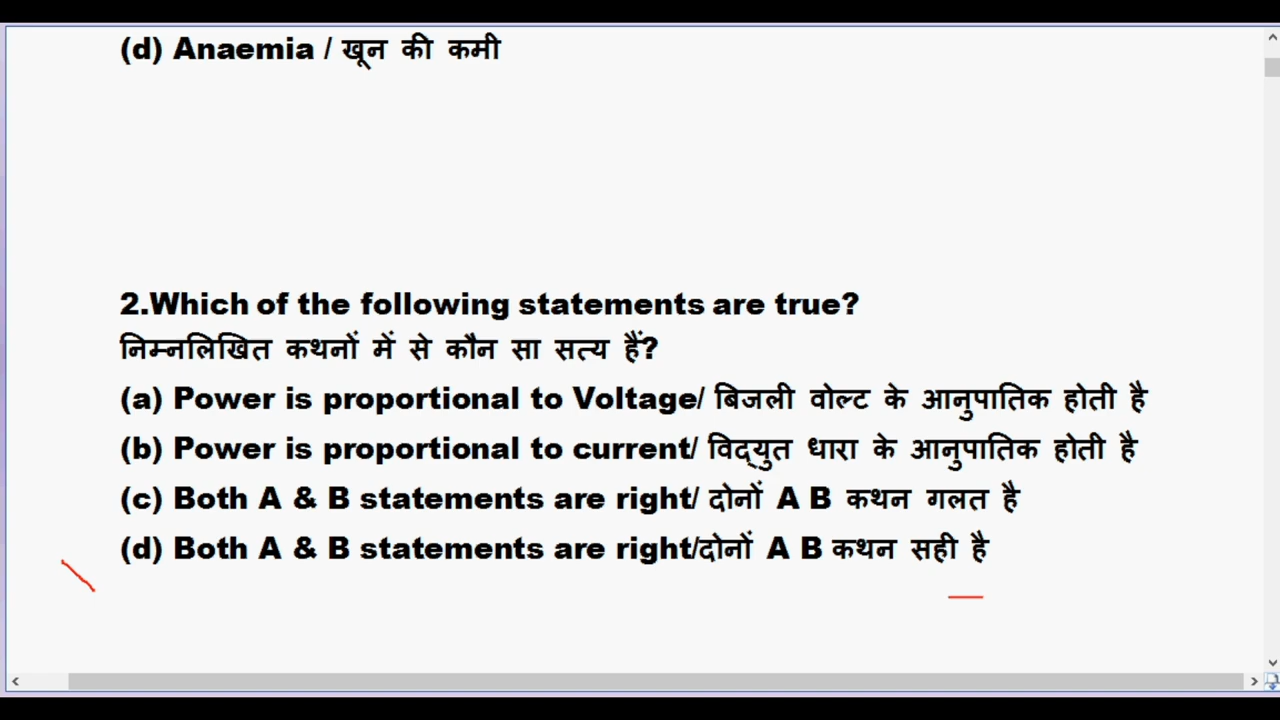 (d) Anaemia / खून की कमी
2.Which of the following statements are true?
निम्नलिखित कथनों में से कौन सा सत्य हैं?
(a) Power is proportional to Voltage/ बिजली वोल्ट के आनुपातिक होती है
(b) Power is proportional to current/ विद्युत धारा के आनुपातिक होती है
(c) Both A & B statements are right/ दोनों A B कथन गलत है
(d) Both A & B statements are right/दोनों A B कथन सही है